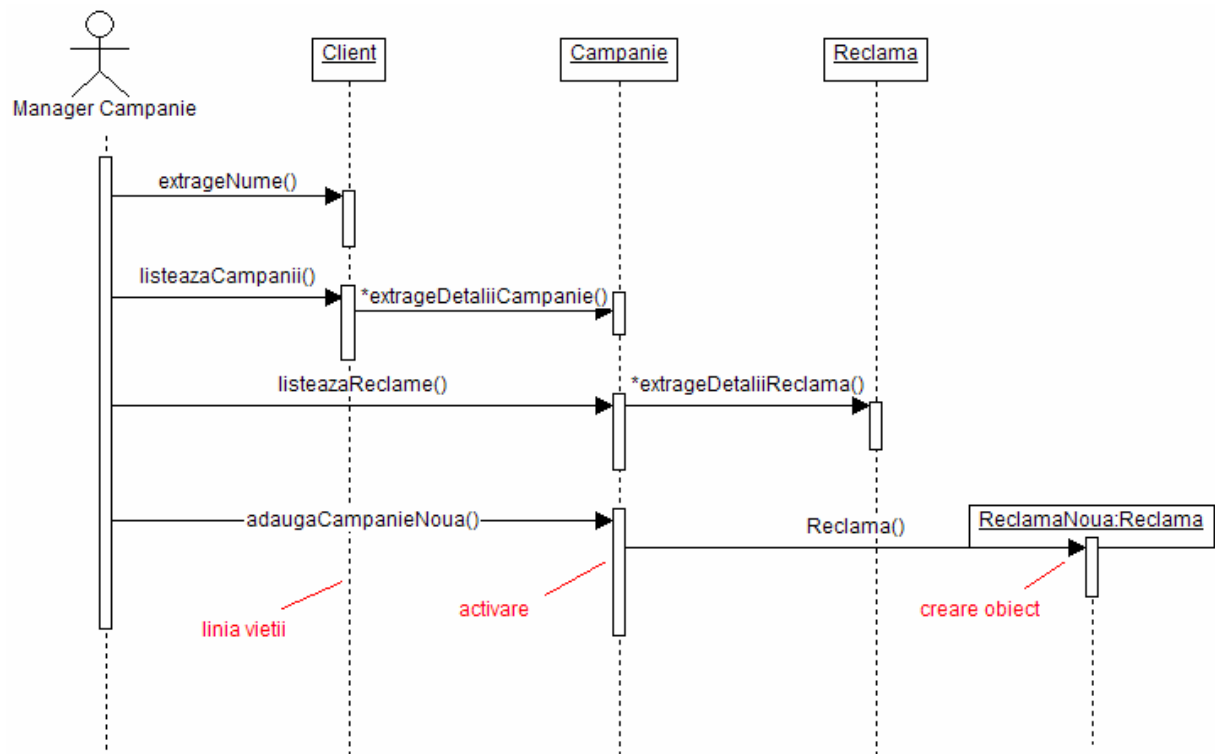 Client
Campanie
Reclama
Manager Campanie
extrageNume()
listeazaCampanii()
*extrageDetaliiCampanie()
listeazaReclame()
*extrageDetaliiReclama()
adaugaCampanieNoua()
Reclama()
ReclamaNoua:Reclama
linia vietii
activare
creare obiect